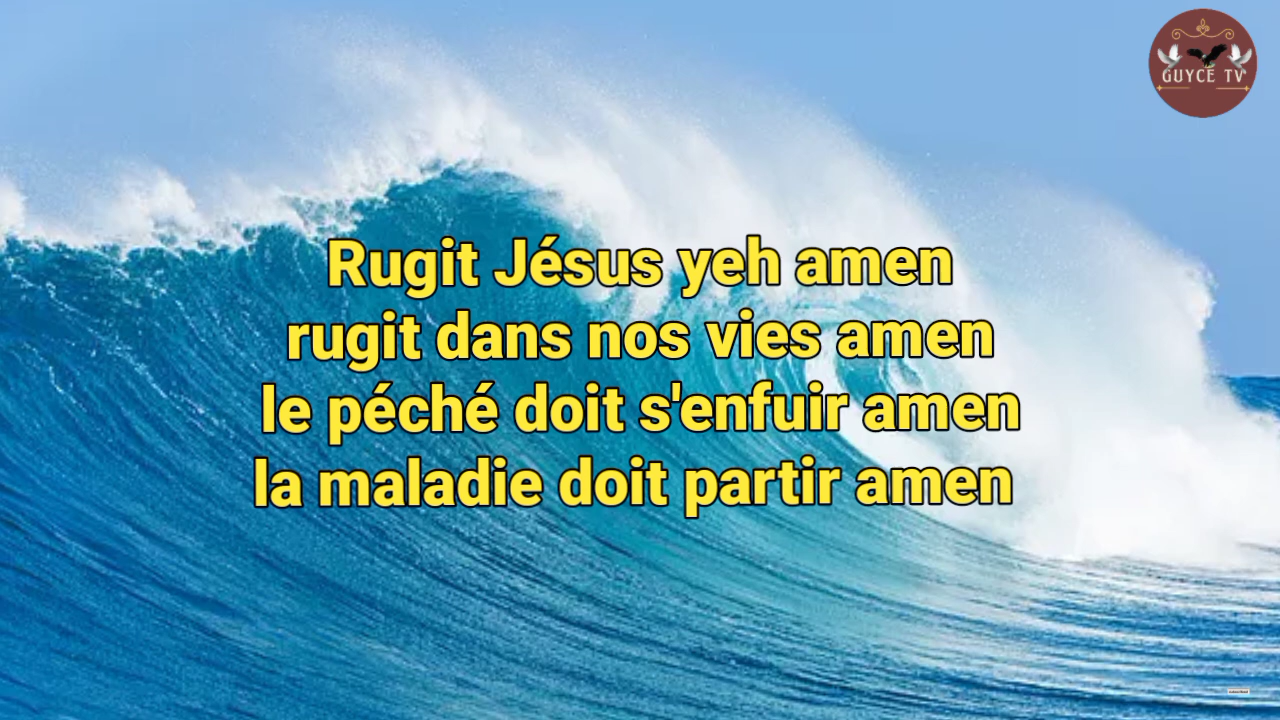 GUYCE TV
Rugit Jésus yeh amen
rugit dans nos vies amen
le péché doit s'enfuir amen
la maladie doit partir amen